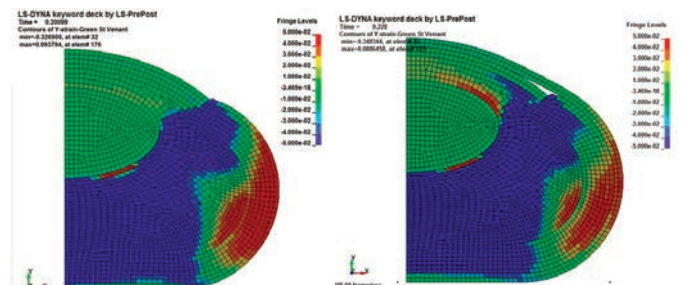 LS-DYNA keyword deck by LS-PrePost
Time = 0.20099
Contours of Y-strain-Green St Venant
min=-0.326905, at elem# 32
max=0.093794, at elem# 176
Fringe Levels
5.000e-02
4.000e-02
3.000e-02
2.000e-02
1.000e-02
-1.000e-02
-2.000e-02
-3.000e-02
-4.000e-02
-5.000e-02
Y
X
LS-DYNA keyword deck by LS-PrePost
Time = 0.228
Contours of Y-strain-Green St Venant
Fringe Levels
5.000e-02
4.000e-02
3.000e-02
2.000e-02
1.000e-02
-1.000e-02
-2.000e-02
-3.000e-02
-4.000e-02
-5.000e-02
Y
X